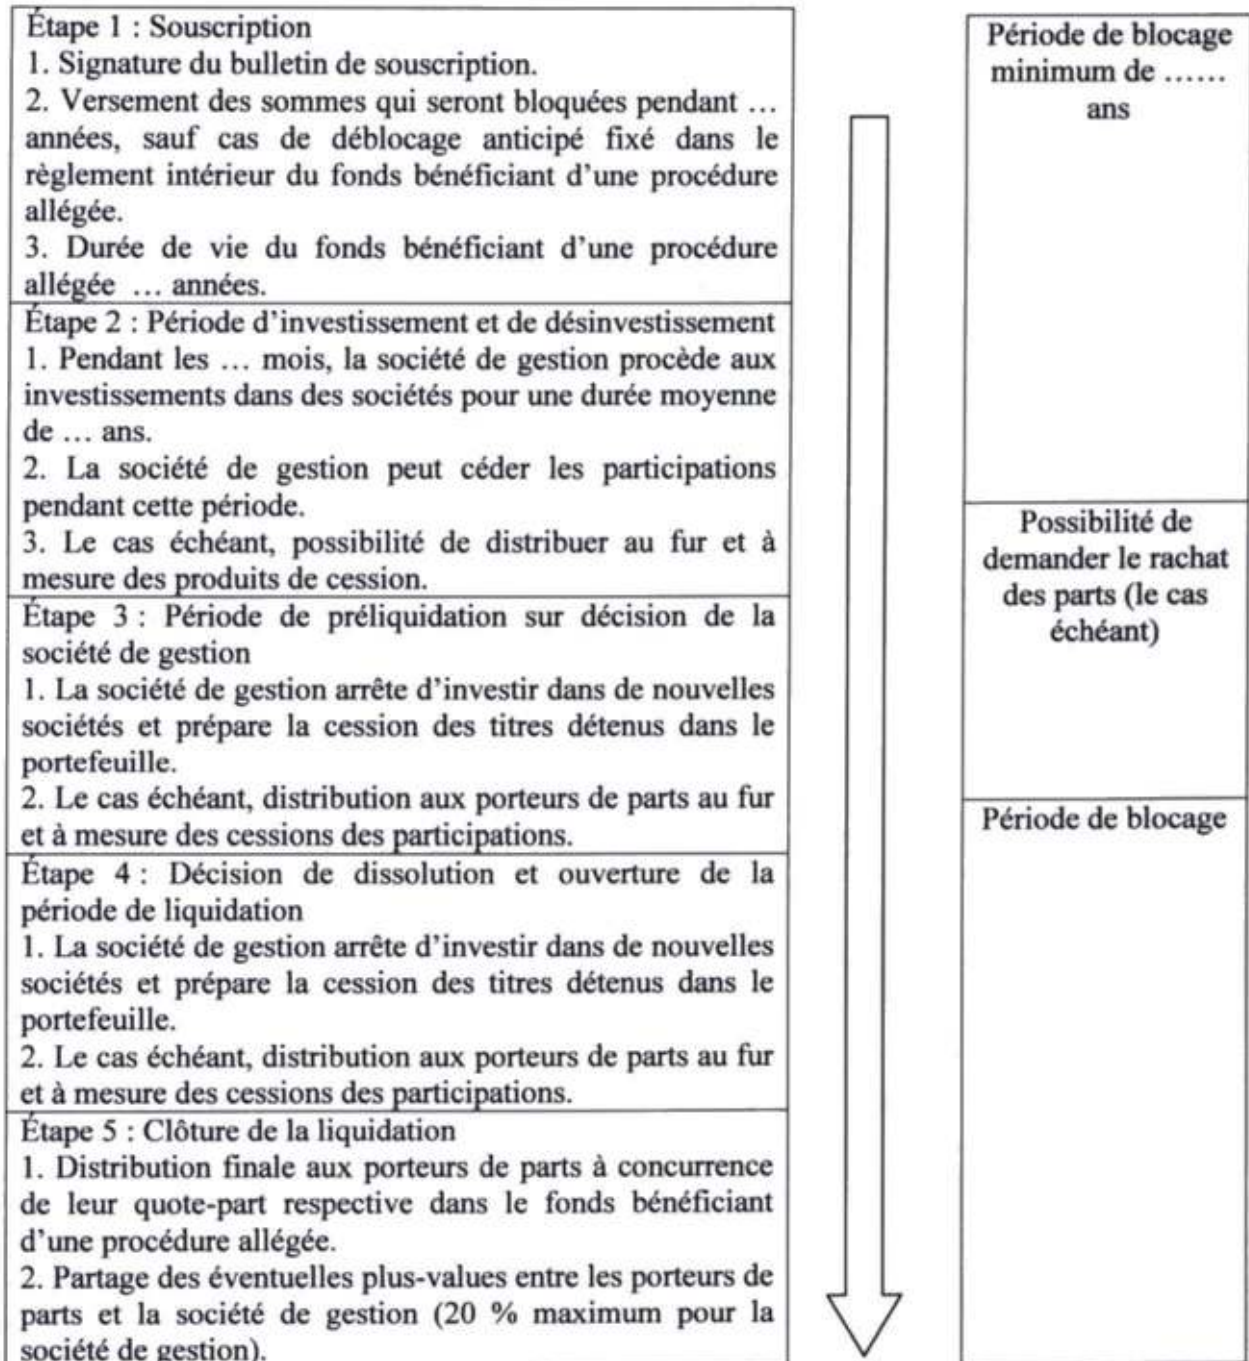 Étape 1 : Souscription
1. Signature du bulletin de souscription.
2. Versement des sommes qui seront bloquées pendant …
années, sauf cas de déblocage anticipé fixé dans le
règlement intérieur du fonds bénéficiant d’une procédure
allégée.
3. Durée de vie du fonds bénéficiant d’une procédure
allégée … années.
Étape 2 : Période d’investissement et de désinvestissement
1. Pendant les … mois, la société de gestion procède aux
investissements dans des sociétés pour une durée moyenne
de … ans.
2. La société de gestion peut céder les participations
pendant cette période.
3. Le cas échéant, possibilité de distribuer au fur et à
mesure des produits de cession.
Étape 3 : Période de préliquidation sur décision de la
société de gestion
1. La société de gestion arrête d’investir dans de nouvelles
sociétés et prépare la cession des titres détenus dans le
portefeuille.
2. Le cas échéant, distribution aux porteurs de parts au fur
et à mesure des cessions des participations.
Étape 4 : Décision de dissolution et ouverture de la
période de liquidation
1. La société de gestion arrête d’investir dans de nouvelles
sociétés et prépare la cession des titres détenus dans le
portefeuille.
2. Le cas échéant, distribution aux porteurs de parts au fur
et à mesure des cessions des participations.
Étape 5 : Clôture de la liquidation
1. Distribution finale aux porteurs de parts à concurrence
de leur quote-part respective dans le fonds bénéficiant
d’une procédure allégée.
2. Partage des éventuelles plus-values entre les porteurs de
parts et la société de gestion (20 % maximum pour la
société de gestion).
Période de blocage
minimum de ……
ans
Possibilité de
demander le rachat
des parts (le cas
échéant)
Période de blocage